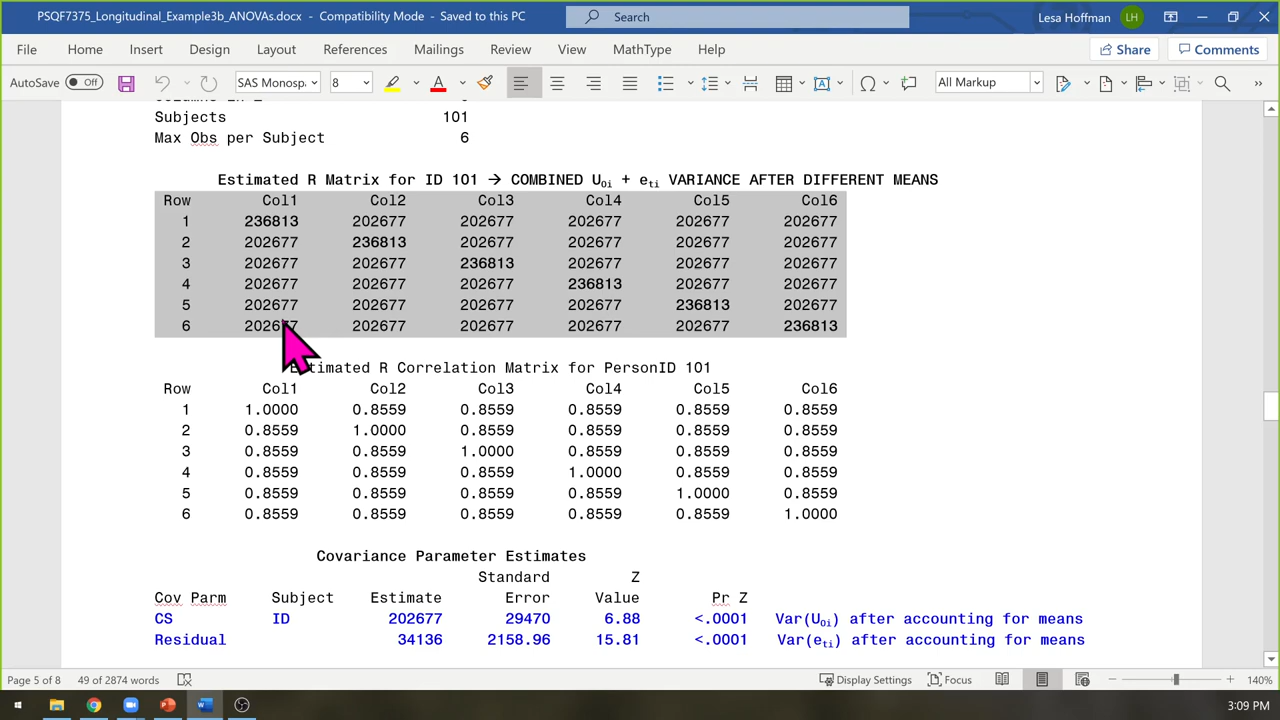 PSQF7375_Longitudinal_Example3b_ANOVAs.docx - Compatibility Mode - Saved to this PC
Search
Lesa Hoffman LH
File Home Insert Design Layout References Mailings Review View MathType Help Share Comments
AutoSave Off SAS Monospa 8 All Markup
Subjects 101
Max Obs per Subject 6
Estimated R Matrix for ID 101 → COMBINED U0i + eti VARIANCE AFTER DIFFERENT MEANS
Row Col1 Col2 Col3 Col4 Col5 Col6
1 236813 202677 202677 202677 202677 202677
2 202677 236813 202677 202677 202677 202677
3 202677 202677 236813 202677 202677 202677
4 202677 202677 202677 236813 202677 202677
5 202677 202677 202677 202677 236813 202677
6 202677 202677 202677 202677 202677 236813
Estimated R Correlation Matrix for PersonID 101
Row Col1 Col2 Col3 Col4 Col5 Col6
1 1.0000 0.8559 0.8559 0.8559 0.8559 0.8559
2 0.8559 1.0000 0.8559 0.8559 0.8559 0.8559
3 0.8559 0.8559 1.0000 0.8559 0.8559 0.8559
4 0.8559 0.8559 0.8559 1.0000 0.8559 0.8559
5 0.8559 0.8559 0.8559 0.8559 1.0000 0.8559
6 0.8559 0.8559 0.8559 0.8559 0.8559 1.0000
Covariance Parameter Estimates
Standard Z
Cov Parm Subject Estimate Error Value Pr Z
CS ID 202677 29470 6.88 <.0001 Var(U0i) after accounting for means
Residual 34136 2158.96 15.81 <.0001 Var(eti) after accounting for means
Page 5 of 8 49 of 2874 words Display Settings Focus 140%
3:09 PM